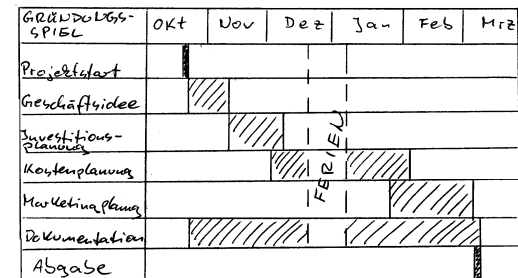 GRÜNDUNGS-
SPIEL
Okt Nov Dez Jan Feb Mrz
Projektstart
Geschäftsidee
Investitions-
planung
Kostenplanung
Marketingplanung
Dokumentation
Abgabe
FERIEN